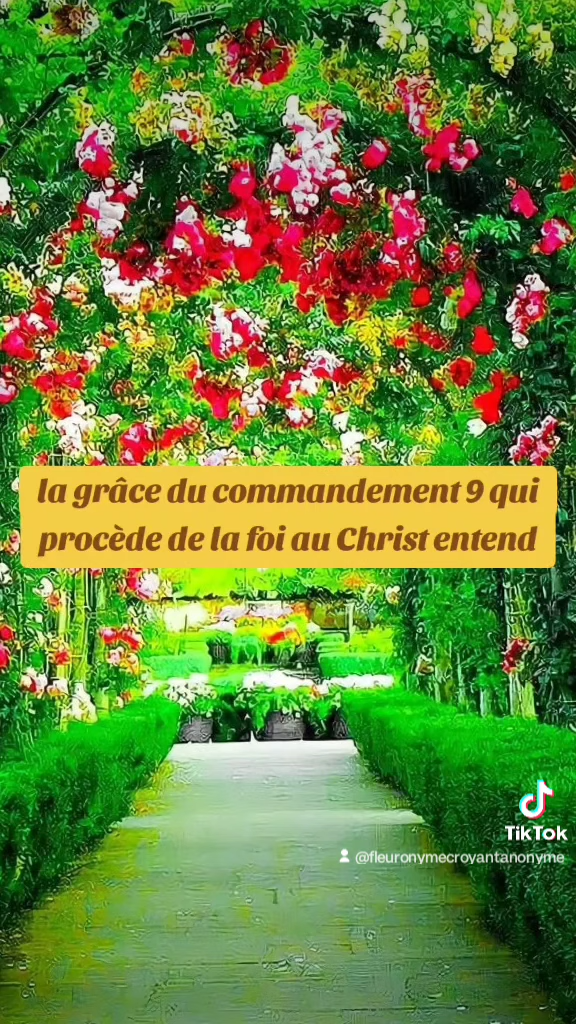 la grâce du commandement 9 qui
procède de la foi au Christ entend
TikTok
@fleuronymecroyantanonyme